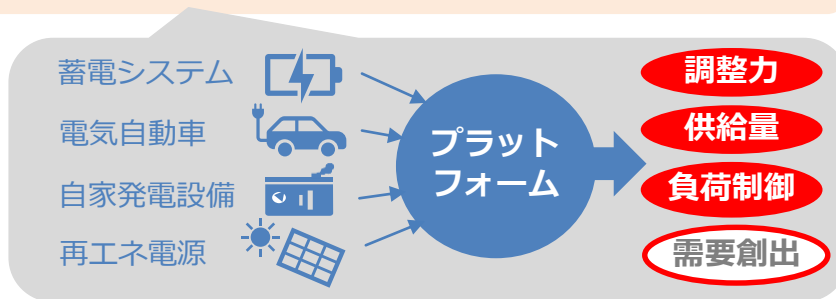 蓄電システム
電気自動車
自家発電設備
再エネ電源
プラット
フォーム
調整力
供給量
負荷制御
需要創出